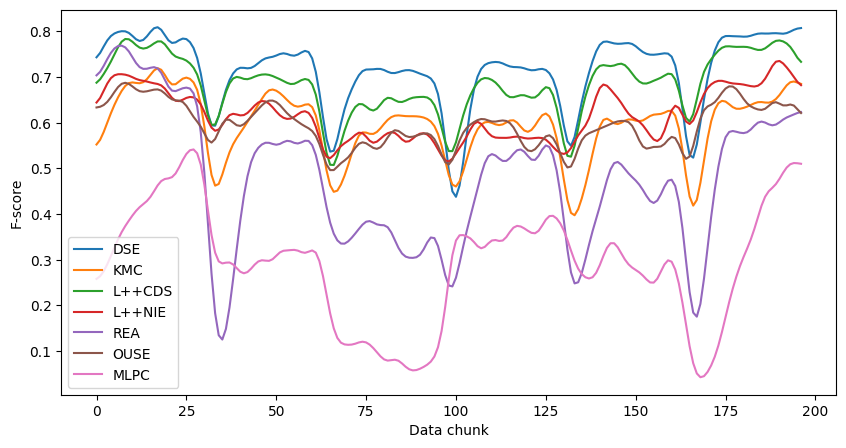 0.8
0.7
0.6
0.5
0.4
0.3
0.2
0.1
F-score
DSE
KMC
L++CDS
L++NIE
REA
OUSE
MLPC
0 25 50 75 100 125 150 175 200
Data chunk